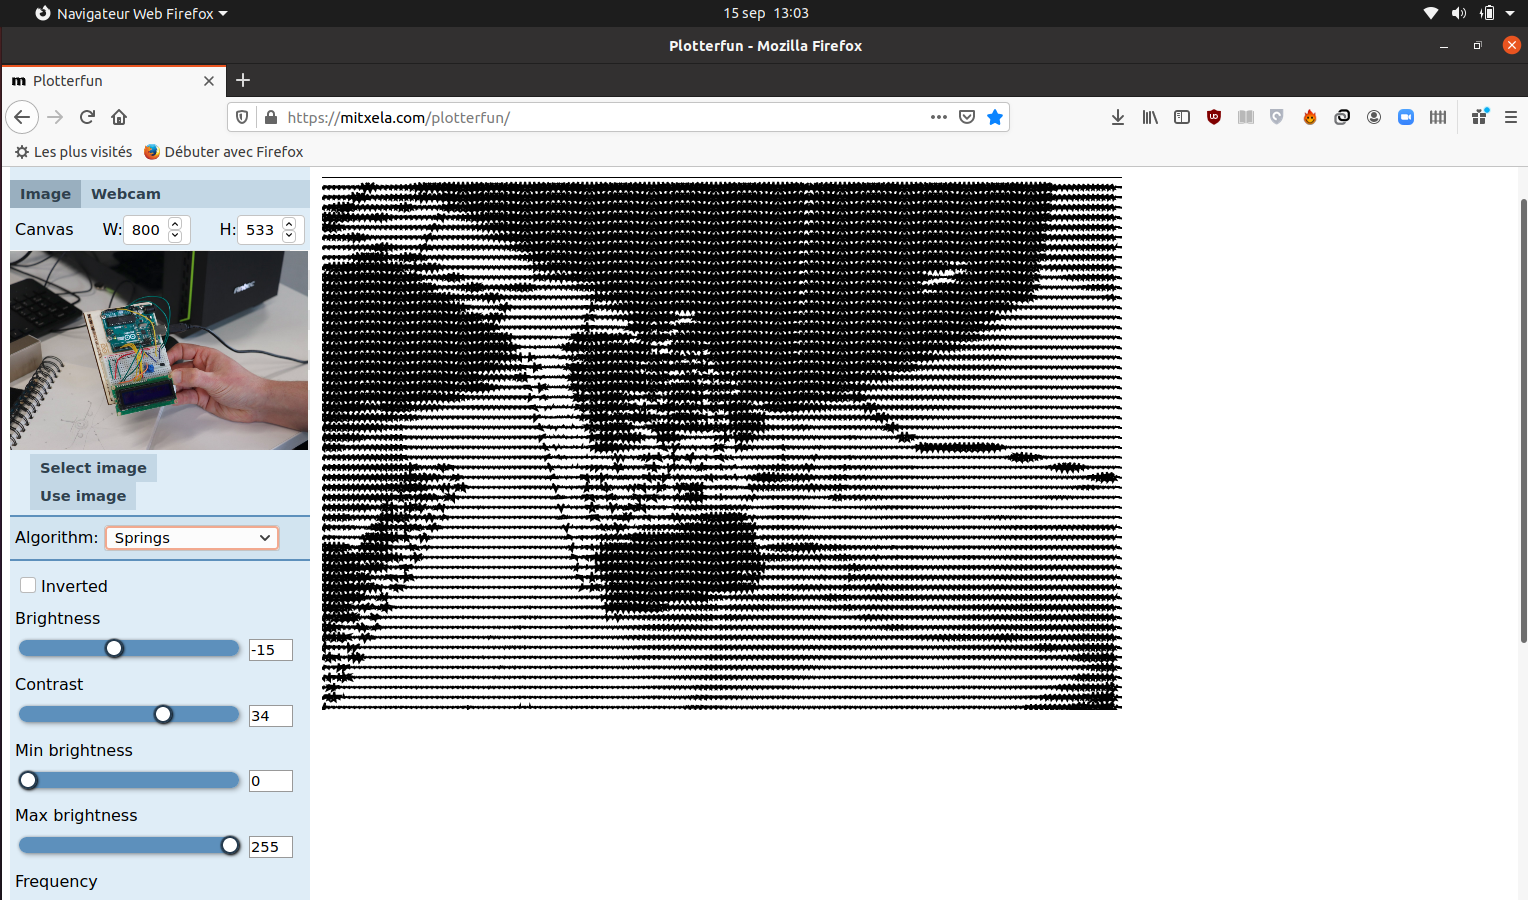 Navigateur Web Firefox
15 sep 13:03
Plotterfun - Mozilla Firefox
m Plotterfun
https://mitxela.com/plotterfun/
Les plus visités Débuter avec Firefox
Image Webcam
Canvas W: 800 H: 533
Select image
Use image
Algorithm: Springs
Inverted
Brightness
-15
Contrast
34
Min brightness
0
Max brightness
255
Frequency